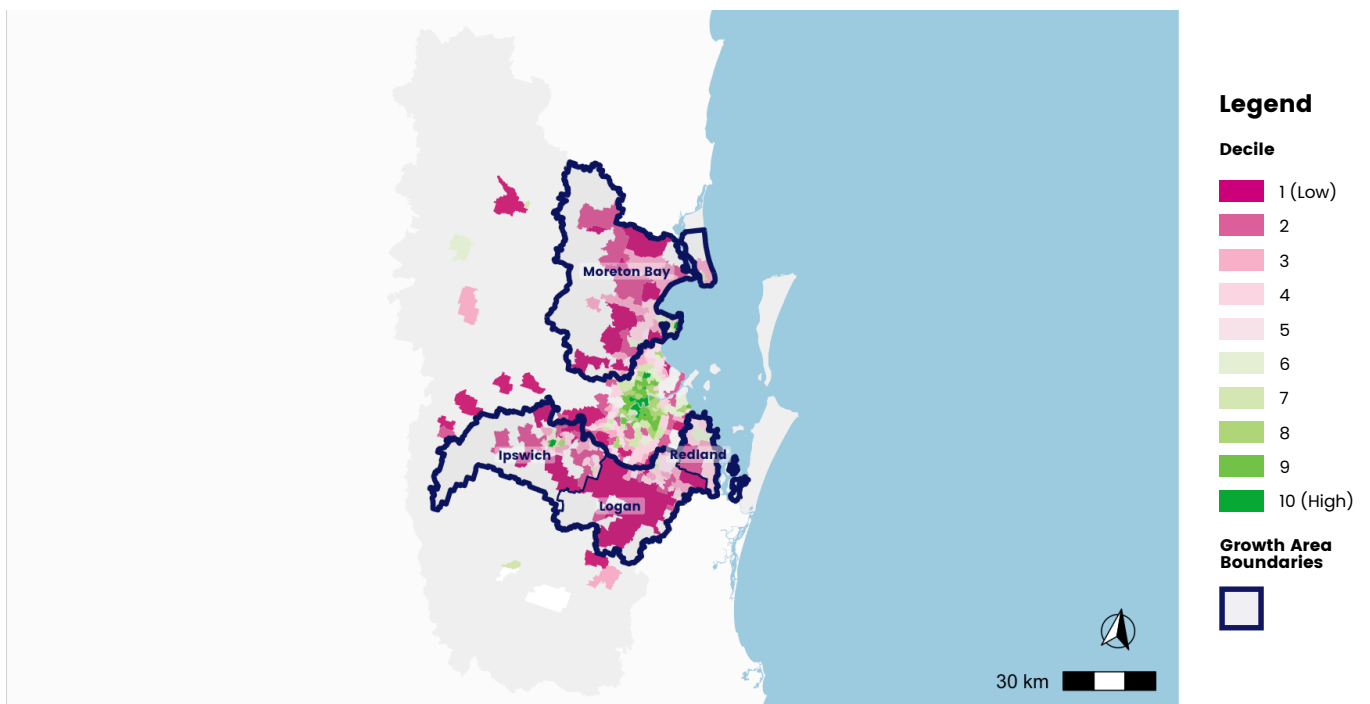 Legend
Decile
1 (Low)
2
3
4
5
6
7
8
9
10 (High)
Growth Area
Boundaries
Moreton Bay
Ipswich
Redland
Logan
30 km